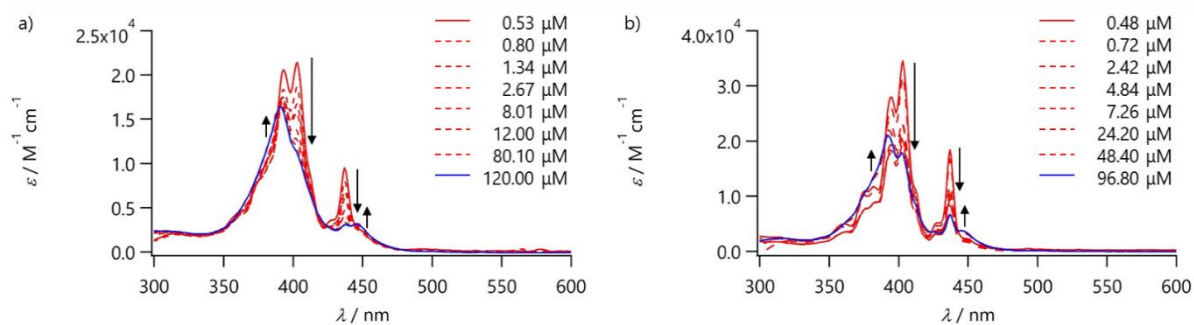 a)
2.5x10⁴
2.0
1.5
1.0
0.5
0.0
ε / M⁻¹ cm⁻¹
300 350 400 450 500 550 600
λ / nm
0.53 µM
0.80 µM
1.34 µM
2.67 µM
8.01 µM
12.00 µM
80.10 µM
120.00 µM
b)
4.0x10⁴
3.0
2.0
1.0
0.0
ε / M⁻¹ cm⁻¹
300 350 400 450 500 550 600
λ / nm
0.48 µM
0.72 µM
2.42 µM
4.84 µM
7.26 µM
24.20 µM
48.40 µM
96.80 µM